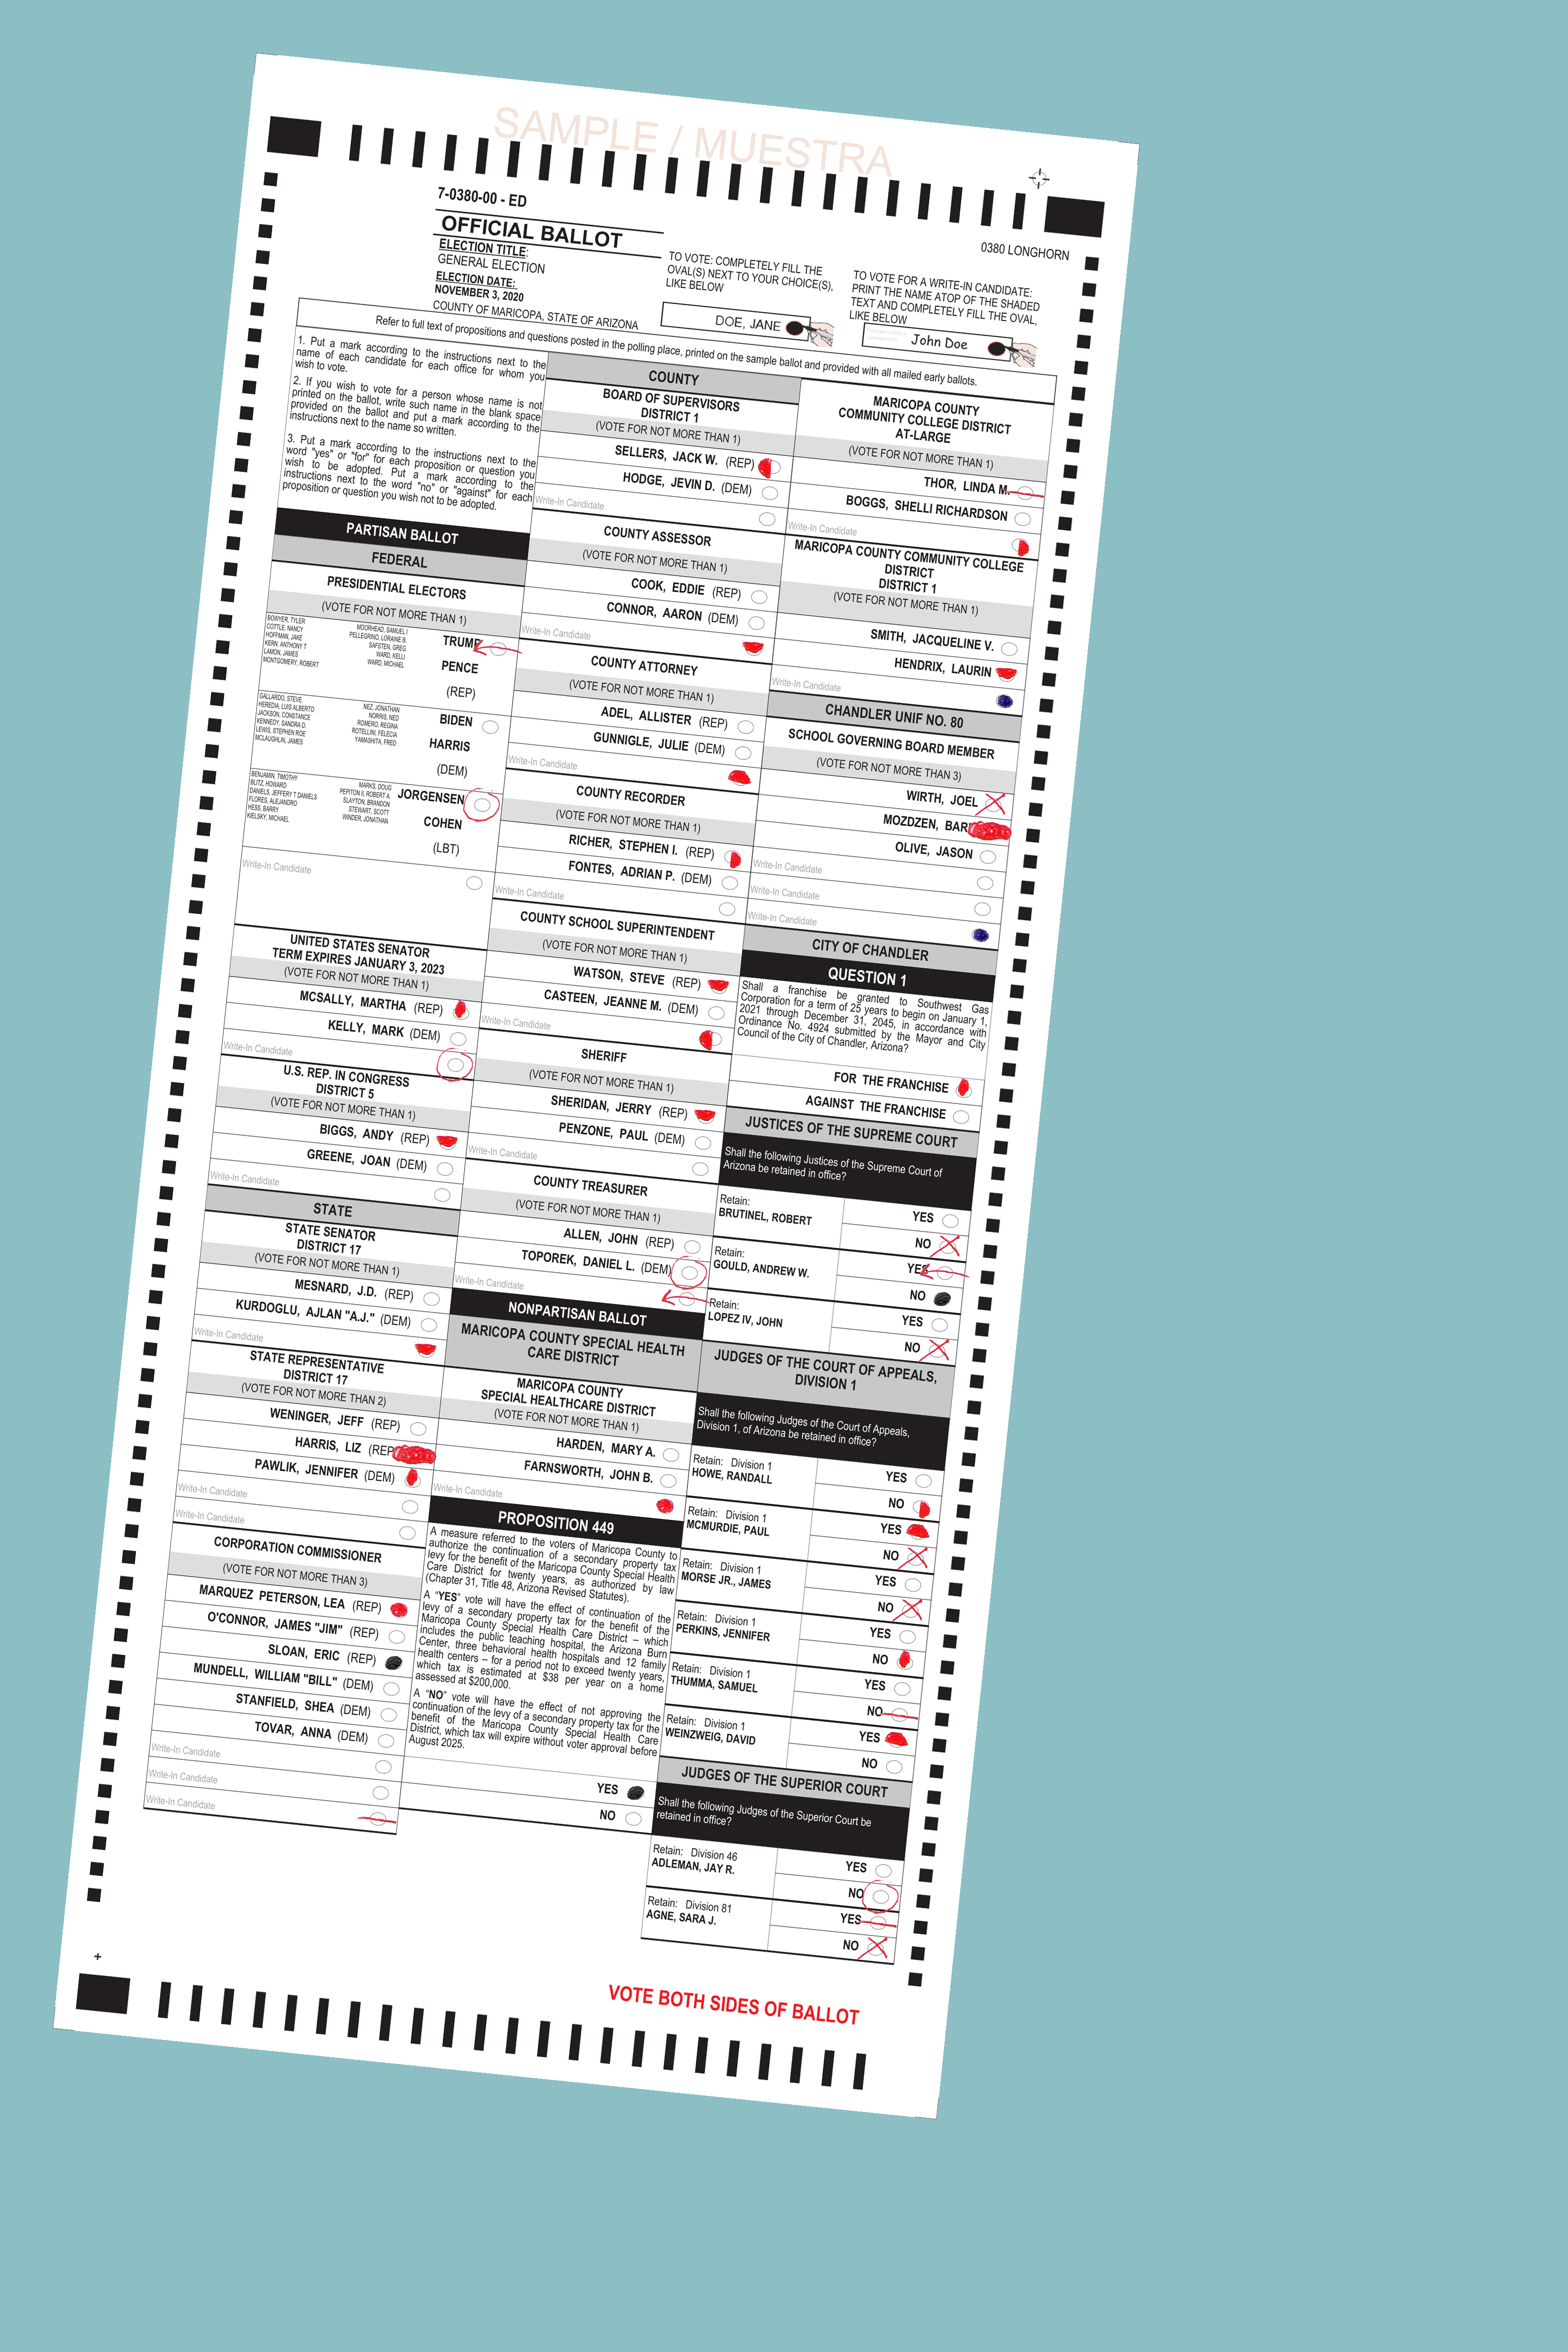 SAMPLE / MUESTRA
7-0380-00 - ED
0380 LONGHORN
OFFICIAL BALLOT
ELECTION TITLE:
GENERAL ELECTION
ELECTION DATE:
NOVEMBER 3, 2020
COUNTY OF MARICOPA, STATE OF ARIZONA
TO VOTE: COMPLETELY FILL THE
OVAL(S) NEXT TO YOUR CHOICE(S),
LIKE BELOW
DOE, JANE
TO VOTE FOR A WRITE-IN CANDIDATE:
PRINT THE NAME ATOP OF THE SHADED
TEXT AND COMPLETELY FILL THE OVAL,
LIKE BELOW
John Doe
Refer to full text of propositions and questions posted in the polling place, printed on the sample ballot and provided with all mailed early ballots.
1. Put a mark according to the instructions next to the
name of each candidate for each office for whom you
wish to vote.
2. If you wish to vote for a person whose name is not
printed on the ballot, write such name in the blank space
provided on the ballot and put a mark according to the
instructions next to the name so written.
3. Put a mark according to the instructions next to the
word "yes" or "for" for each proposition or question you
wish to be adopted. Put a mark according to the
instructions next to the word "no" or "against" for each
proposition or question you wish not to be adopted.
PARTISAN BALLOT
FEDERAL
PRESIDENTIAL ELECTORS
(VOTE FOR NOT MORE THAN 1)
BOWYER, TYLER
COTTLE, NANCY
HOFFMAN, JAKE
KERN, ANTHONY T
LAMON, JAMES
MONTGOMERY, ROBERT
MOORHEAD, SAMUEL I
PELLEGRINO, LORAINE B.
SAFSTEN, GREG
WARD, KELLI
WARD, MICHAEL
TRUMP
PENCE
(REP)
GALLARDO, STEVE
HEREDIA, LUIS ALBERTO
JACKSON, CONSTANCE
KENNEDY, SANDRA D.
LEWIS, STEPHEN ROE
MCLAUGHLIN, JAMES
NEZ, JONATHAN
NORRIS, NED
ROMERO, REGINA
ROTELLINI, FELECIA
YAMASHITA, FRED
BIDEN
HARRIS
(DEM)
BENJAMIN, TIMOTHY
BLITZ, HOWARD
DANIELS, JEFFERY T DANIELS
FLORES, ALEJANDRO
HESS, BARRY
KIELSKY, MICHAEL
MARKS, DOUG
PEPITON II, ROBERT A.
SLAYTON, BRANDON
STEWART, SCOTT
WINDER, JONATHAN
JORGENSEN
COHEN
(LBT)
Write-In Candidate
UNITED STATES SENATOR
TERM EXPIRES JANUARY 3, 2023
(VOTE FOR NOT MORE THAN 1)
MCSALLY, MARTHA (REP)
KELLY, MARK (DEM)
Write-In Candidate
U.S. REP. IN CONGRESS
DISTRICT 5
(VOTE FOR NOT MORE THAN 1)
BIGGS, ANDY (REP)
GREENE, JOAN (DEM)
Write-In Candidate
STATE
STATE SENATOR
DISTRICT 17
(VOTE FOR NOT MORE THAN 1)
MESNARD, J.D. (REP)
KURDOGLU, AJLAN "A.J." (DEM)
Write-In Candidate
STATE REPRESENTATIVE
DISTRICT 17
(VOTE FOR NOT MORE THAN 2)
WENINGER, JEFF (REP)
HARRIS, LIZ (REP
PAWLIK, JENNIFER (DEM)
Write-In Candidate
Write-In Candidate
CORPORATION COMMISSIONER
(VOTE FOR NOT MORE THAN 3)
MARQUEZ PETERSON, LEA (REP)
O'CONNOR, JAMES "JIM" (REP)
SLOAN, ERIC (REP)
MUNDELL, WILLIAM "BILL" (DEM)
STANFIELD, SHEA (DEM)
TOVAR, ANNA (DEM)
Write-In Candidate
Write-In Candidate
Write-In Candidate
COUNTY
BOARD OF SUPERVISORS
DISTRICT 1
(VOTE FOR NOT MORE THAN 1)
SELLERS, JACK W. (REP)
HODGE, JEVIN D. (DEM)
Write-In Candidate
COUNTY ASSESSOR
(VOTE FOR NOT MORE THAN 1)
COOK, EDDIE (REP)
CONNOR, AARON (DEM)
Write-In Candidate
COUNTY ATTORNEY
(VOTE FOR NOT MORE THAN 1)
ADEL, ALLISTER (REP)
GUNNIGLE, JULIE (DEM)
Write-In Candidate
COUNTY RECORDER
(VOTE FOR NOT MORE THAN 1)
RICHER, STEPHEN I. (REP)
FONTES, ADRIAN P. (DEM)
Write-In Candidate
COUNTY SCHOOL SUPERINTENDENT
(VOTE FOR NOT MORE THAN 1)
WATSON, STEVE (REP)
CASTEEN, JEANNE M. (DEM)
Write-In Candidate
SHERIFF
(VOTE FOR NOT MORE THAN 1)
SHERIDAN, JERRY (REP)
PENZONE, PAUL (DEM)
Write-In Candidate
COUNTY TREASURER
(VOTE FOR NOT MORE THAN 1)
ALLEN, JOHN (REP)
TOPOREK, DANIEL L. (DEM)
Write-In Candidate
NONPARTISAN BALLOT
MARICOPA COUNTY SPECIAL HEALTH
CARE DISTRICT
MARICOPA COUNTY
SPECIAL HEALTHCARE DISTRICT
(VOTE FOR NOT MORE THAN 1)
HARDEN, MARY A.
FARNSWORTH, JOHN B.
Write-In Candidate
PROPOSITION 449
A measure referred to the voters of Maricopa County to
authorize the continuation of a secondary property tax
levy for the benefit of the Maricopa County Special Health
Care District for twenty years, as authorized by law
(Chapter 31, Title 48, Arizona Revised Statutes).
A "YES" vote will have the effect of continuation of the
levy of a secondary property tax for the benefit of the
Maricopa County Special Health Care District – which
includes the public teaching hospital, the Arizona Burn
Center, three behavioral health hospitals and 12 family
health centers – for a period not to exceed twenty years,
which tax is estimated at $38 per year on a home
assessed at $200,000.
A "NO" vote will have the effect of not approving the
continuation of the levy of a secondary property tax for the
benefit of the Maricopa County Special Health Care
District, which tax will expire without voter approval before
August 2025.
YES
NO
MARICOPA COUNTY
COMMUNITY COLLEGE DISTRICT
AT-LARGE
(VOTE FOR NOT MORE THAN 1)
THOR, LINDA M.
BOGGS, SHELLI RICHARDSON
Write-In Candidate
MARICOPA COUNTY COMMUNITY COLLEGE
DISTRICT
DISTRICT 1
(VOTE FOR NOT MORE THAN 1)
SMITH, JACQUELINE V.
HENDRIX, LAURIN
Write-In Candidate
CHANDLER UNIF NO. 80
SCHOOL GOVERNING BOARD MEMBER
(VOTE FOR NOT MORE THAN 3)
WIRTH, JOEL
MOZDZEN, BAR
OLIVE, JASON
Write-In Candidate
Write-In Candidate
Write-In Candidate
CITY OF CHANDLER
QUESTION 1
Shall a franchise be granted to Southwest Gas
Corporation for a term of 25 years to begin on January 1,
2021 through December 31, 2045, in accordance with
Ordinance No. 4924 submitted by the Mayor and City
Council of the City of Chandler, Arizona?
FOR THE FRANCHISE
AGAINST THE FRANCHISE
JUSTICES OF THE SUPREME COURT
Shall the following Justices of the Supreme Court of
Arizona be retained in office?
Retain:
BRUTINEL, ROBERT
YES
NO
Retain:
GOULD, ANDREW W.
YES
NO
Retain:
LOPEZ IV, JOHN
YES
NO
JUDGES OF THE COURT OF APPEALS,
DIVISION 1
Shall the following Judges of the Court of Appeals,
Division 1, of Arizona be retained in office?
Retain: Division 1
HOWE, RANDALL
YES
NO
Retain: Division 1
MCMURDIE, PAUL
YES
NO
Retain: Division 1
MORSE JR., JAMES
YES
NO
Retain: Division 1
PERKINS, JENNIFER
YES
NO
Retain: Division 1
THUMMA, SAMUEL
YES
NO
Retain: Division 1
WEINZWEIG, DAVID
YES
NO
JUDGES OF THE SUPERIOR COURT
Shall the following Judges of the Superior Court be
retained in office?
Retain: Division 46
ADLEMAN, JAY R.
YES
NO
Retain: Division 81
AGNE, SARA J.
YES
NO
VOTE BOTH SIDES OF BALLOT